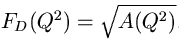 $F_D(Q^2) = \sqrt{A(Q^2)}$